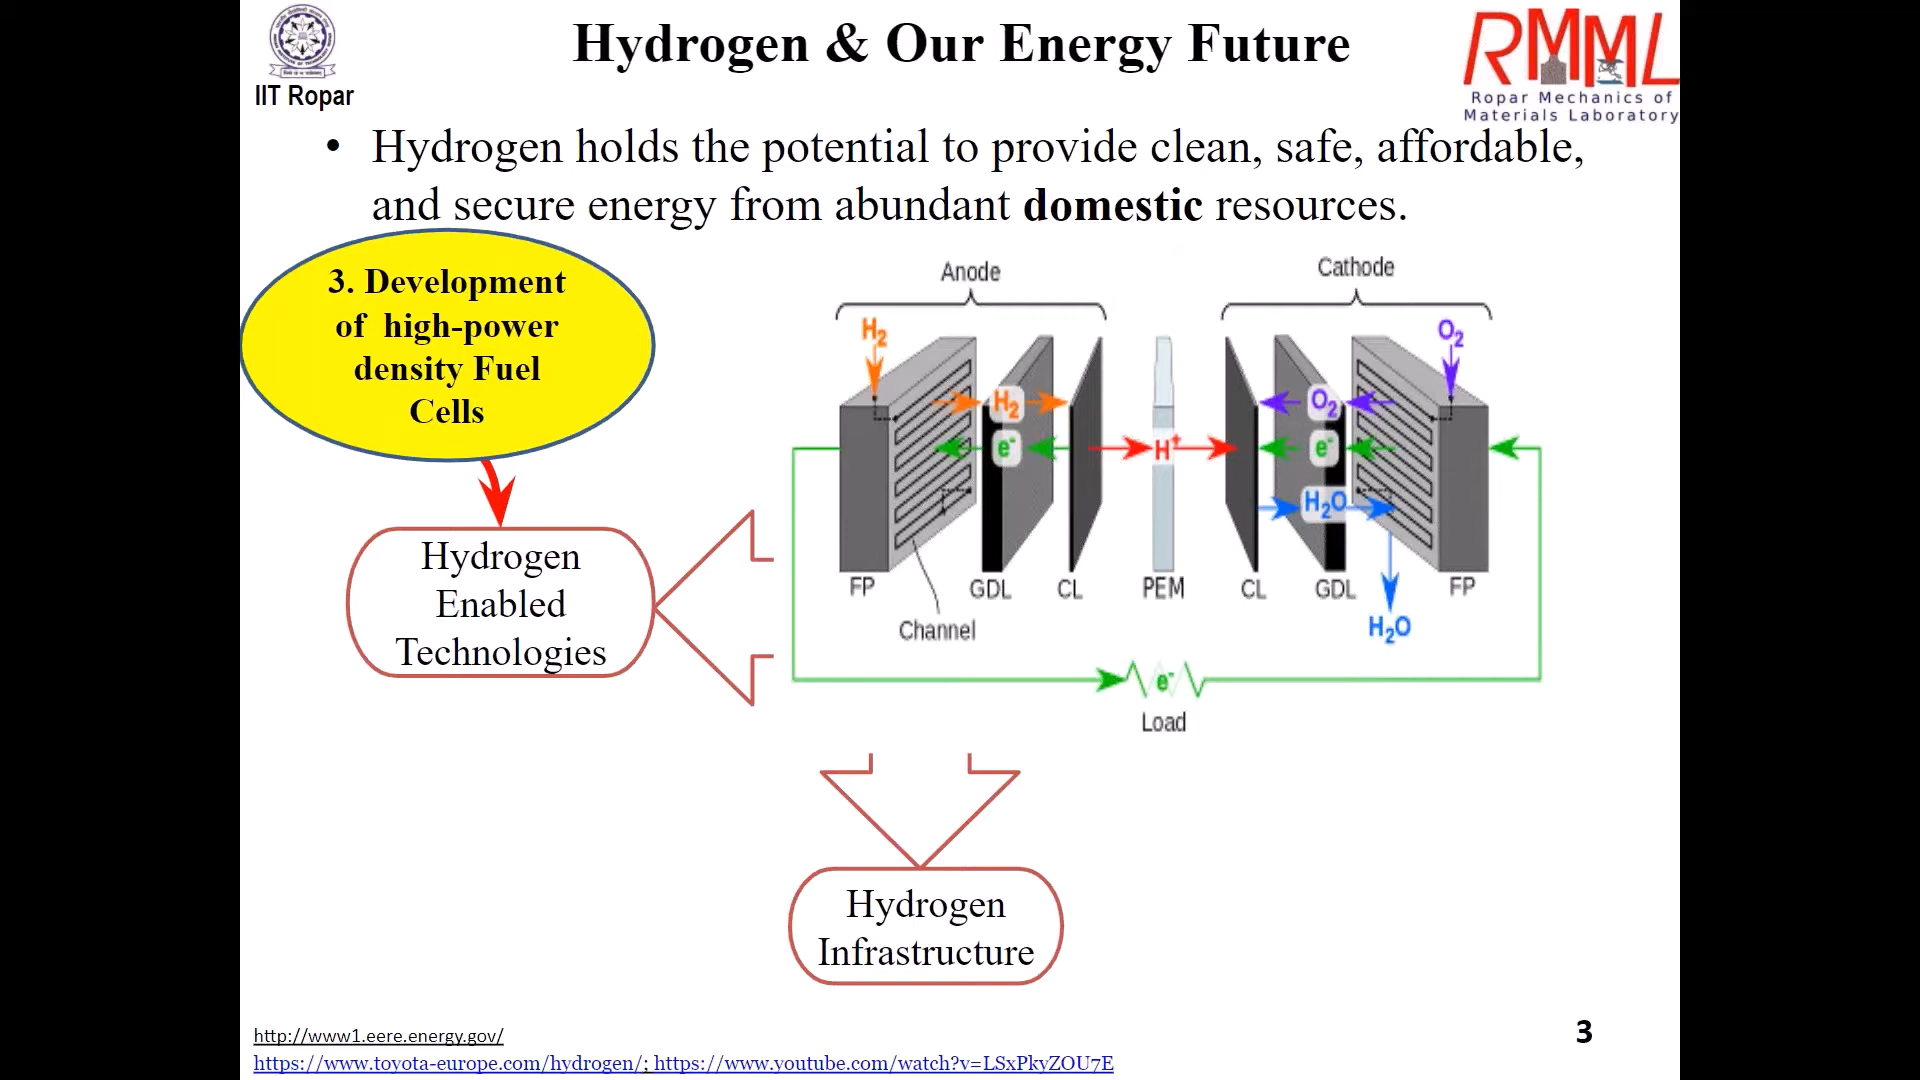 Hydrogen & Our Energy Future
IIT Ropar
RMML
Ropar Mechanics of
Materials Laboratory
• Hydrogen holds the potential to provide clean, safe, affordable,
and secure energy from abundant domestic resources.
3. Development
of high-power
density Fuel
Cells
Anode
Cathode
H2
O2
H2
O2
e-
H+
e-
H2O
FP
GDL
CL
PEM
CL
GDL
FP
Channel
H2O
e-
Load
Hydrogen
Enabled
Technologies
Hydrogen
Infrastructure
http://www1.eere.energy.gov/
https://www.toyota-europe.com/hydrogen/; https://www.youtube.com/watch?v=LSxPkyZOU7E
3